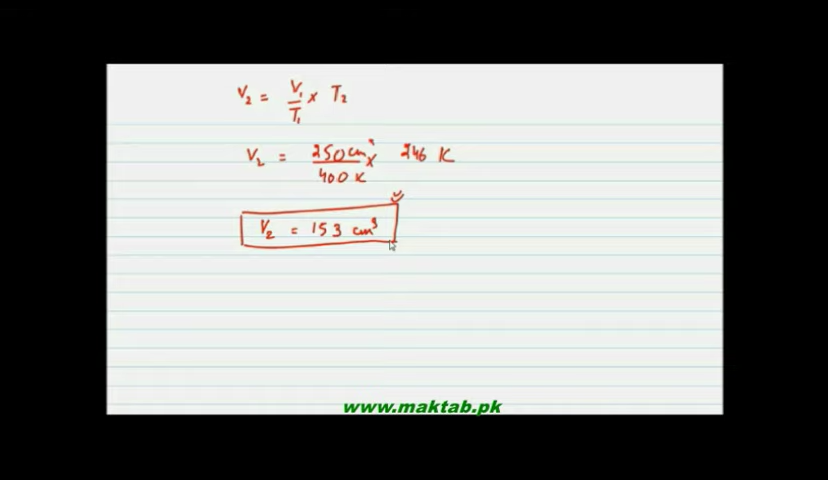 V₂ = V₁/T₁ × T₂
V₂ = 250 cm³/400 K × 246 K
V₂ = 153 cm³
www.maktab.pk